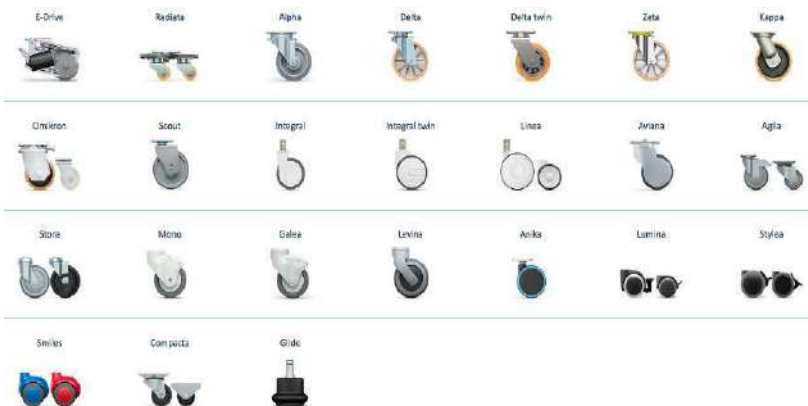 E-Drive Radiata Alpha Delta Delta twin Zeta Kappa
Omikron Scout Integral Integral twin Linea Aviana Agila
Stora Mono Galea Levina Anika Lumina Stylea
Smiles Compacta Glide